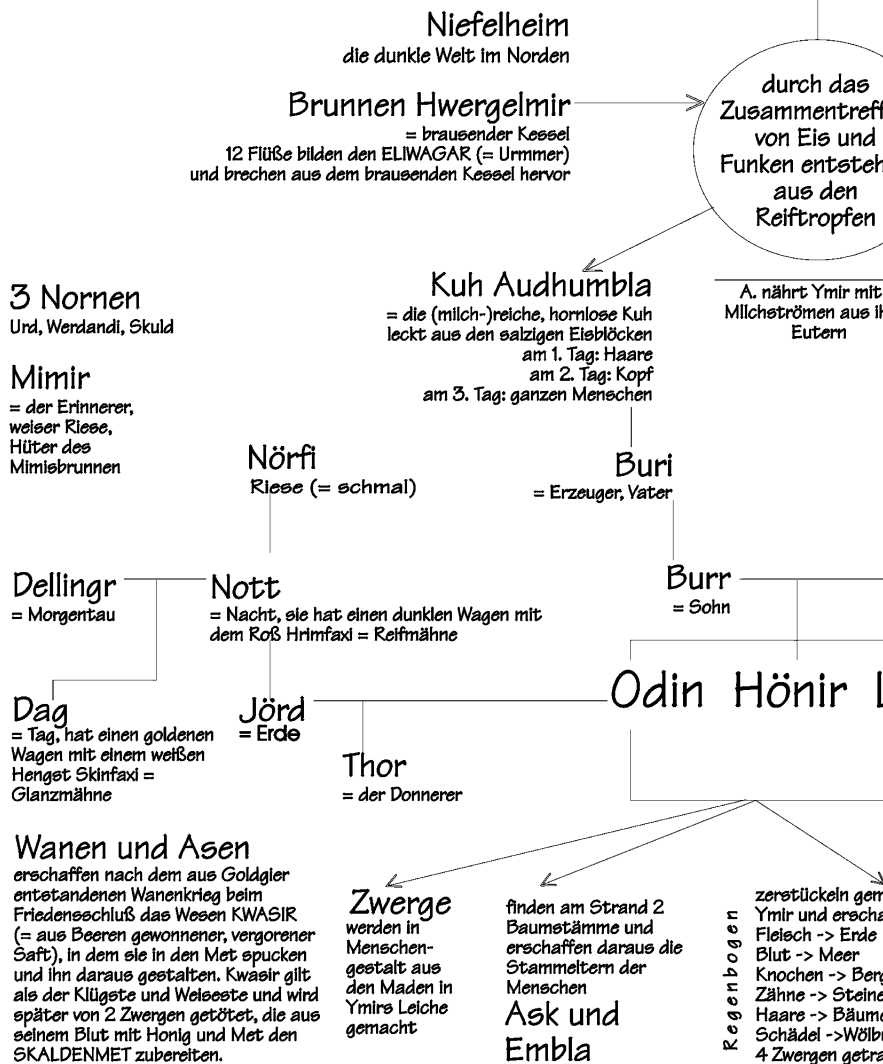 Niefelheim
die dunkle Welt im Norden
Brunnen Hwergelmir
= brausender Kessel
12 Flüße bilden den ELIWAGAR (= Urmmer)
und brechen aus dem brausenden Kessel hervor
durch das
Zusammentreff
von Eis und
Funken entsteh
aus den
Reiftropfen
Kuh Audhumbla
= die (milch-)reiche, hornlose Kuh
leckt aus den salzigen Eisblöcken
am 1. Tag: Haare
am 2. Tag: Kopf
am 3. Tag: ganzen Menschen
A. nährt Ymir mit
Milchströmen aus ih
Eutern
3 Nornen
Urd, Werdandi, Skuld
Mimir
= der Erinnerer,
weiser Riese,
Hüter des
Mimisbrunnen
Nörfi
Riese (= schmal)
Buri
= Erzeuger, Vater
Dellingr
= Morgentau
Nott
= Nacht, sie hat einen dunklen Wagen mit
dem Roß Hrimfaxi = Reifmähne
Burr
= Sohn
Odin Hönir L
Dag
= Tag, hat einen goldenen
Wagen mit einem weißen
Hengst Skinfaxi =
Glanzmähne
Jörd
= Erde
Thor
= der Donnerer
Wanen und Asen
erschaffen nach dem aus Goldgier
entstandenen Wanenkrieg beim
Friedensschluß das Wesen KWASIR
(= aus Beeren gewonnener, vergorener
Saft), in dem sie in den Met spucken
und ihn daraus gestalten. Kwasir gilt
als der Klügste und Weiseste und wird
später von 2 Zwergen getötet, die aus
seinem Blut mit Honig und Met den
SKALDENMET zubereiten.
Zwerge
werden in
Menschen-
gestalt aus
den Maden in
Ymirs Leiche
gemacht
finden am Strand 2
Baumstämme und
erschaffen daraus die
Stammeltern der
Menschen
Ask und
Embla
Regenbogen
zerstückeln gem
Ymir und erscha
Fleisch -> Erde
Blut -> Meer
Knochen -> Berg
Zähne -> Steine
Haare -> Bäume
Schädel ->Wölb
4 Zwergen getra